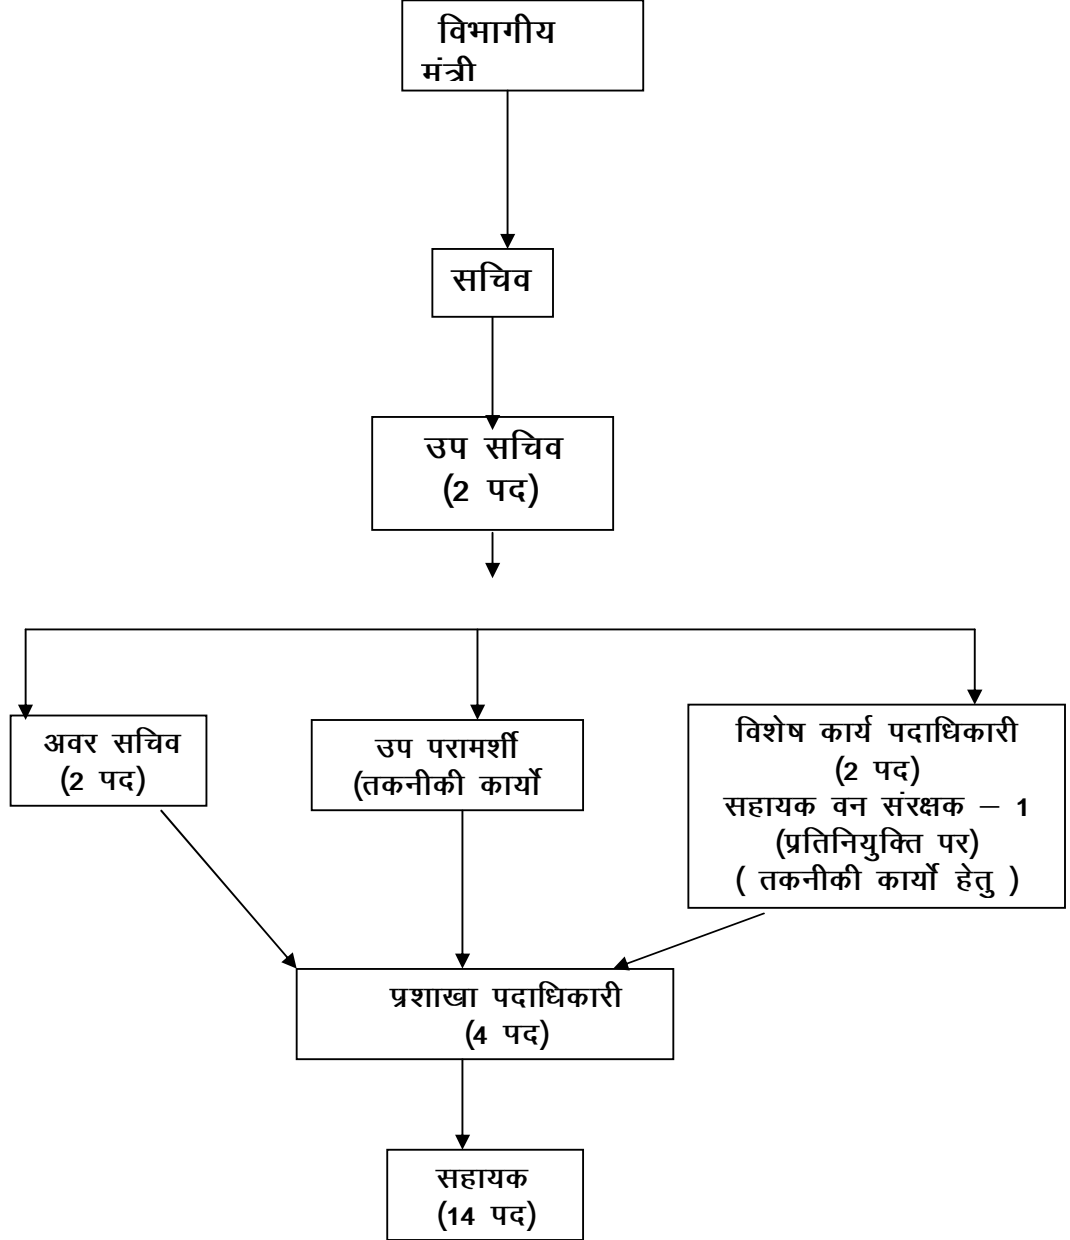 विभागीय
मंत्री
सचिव
उप सचिव
(2 पद)
अवर सचिव
(2 पद)
उप परामर्शी
(तकनीकी कार्यो
विशेष कार्य पदाधिकारी
(2 पद)
सहायक वन संरक्षक – 1
(प्रतिनियुक्ति पर)
( तकनीकी कार्यो हेतु )
प्रशाखा पदाधिकारी
(4 पद)
सहायक
(14 पद)